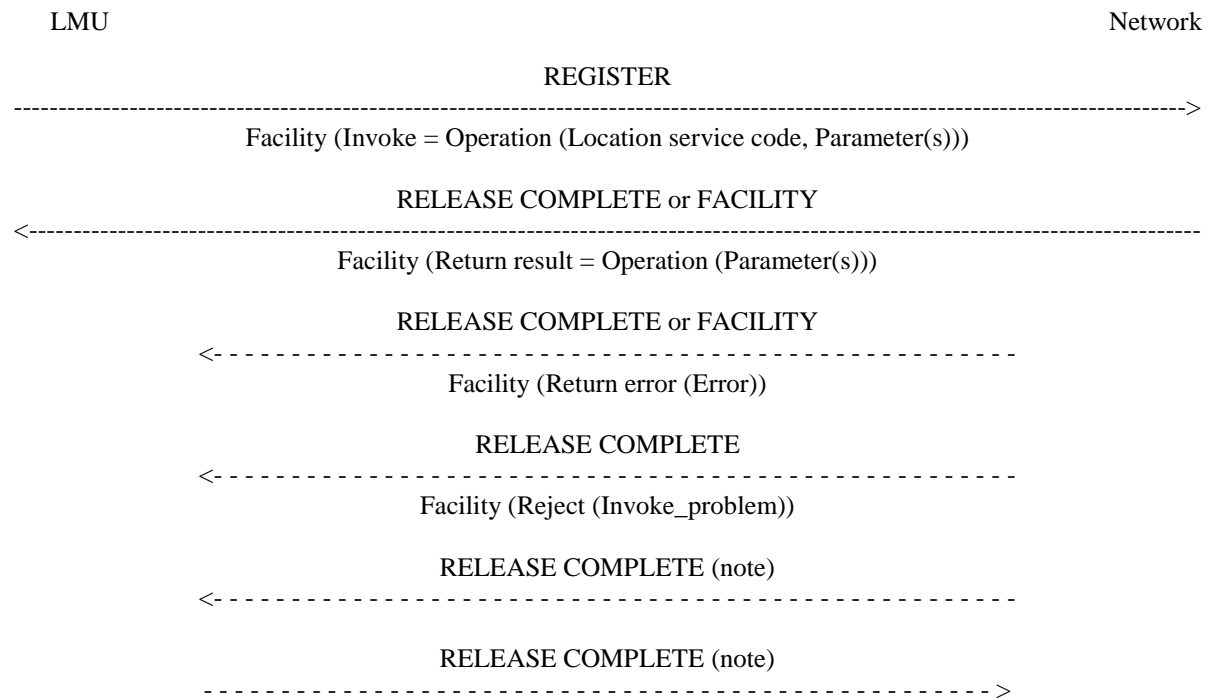 LMU Network
REGISTER
Facility (Invoke = Operation (Location service code, Parameter(s)))
RELEASE COMPLETE or FACILITY
Facility (Return result = Operation (Parameter(s)))
RELEASE COMPLETE or FACILITY
Facility (Return error (Error))
RELEASE COMPLETE
Facility (Reject (Invoke_problem))
RELEASE COMPLETE (note)
RELEASE COMPLETE (note)